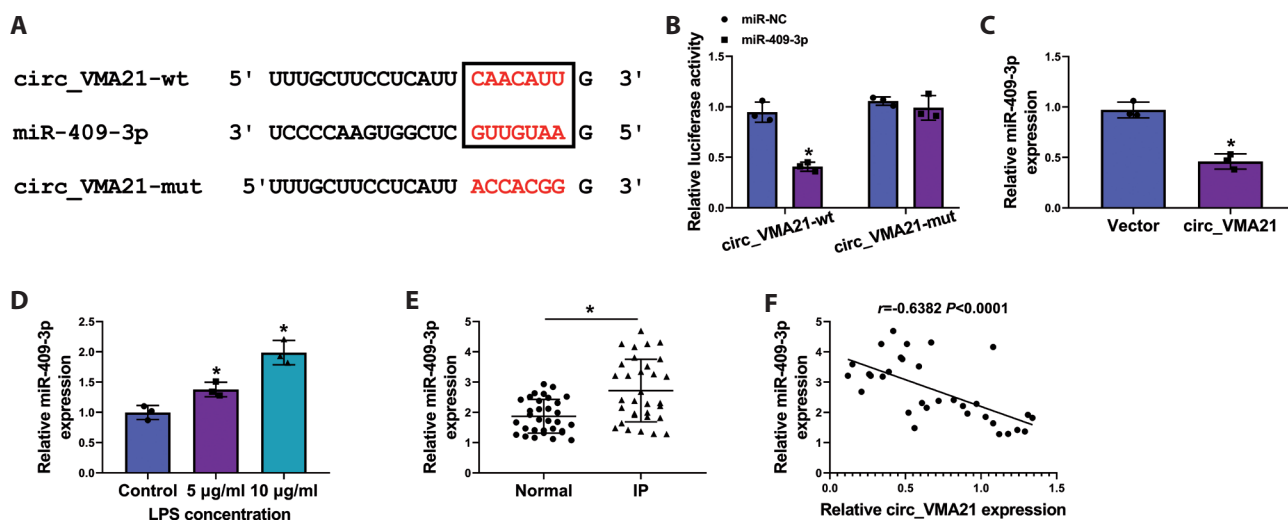 A
circ_VMA21-wt 5' UUUGCUUCCUCAUU CAACAUU G 3'
miR-409-3p 3' UCCCCAAGUGGCUC GUUGUAA G 5'
circ_VMA21-mut 5'UUUGCUUCCUCAUU ACCACGG G 3'
B
miR-NC
miR-409-3p
Relative luciferase activity
1.5
1.0
0.5
0.0
*
circ_VMA21-wt
circ_VMA21-mut
C
Relative miR-409-3p
expression
1.5
1.0
0.5
0.0
*
Vector circ_VMA21
D
Relative miR-409-3p
expression
2.5
2.0
1.5
1.0
0.5
0.0
*
*
Control 5 µg/ml 10 µg/ml
LPS concentration
E
Relative miR-409-3p
expression
5
4
3
2
1
0
*
Normal IP
F
r=-0.6382 P<0.0001
Relative miR-409-3p
expression
5
4
3
2
1
0
0.0 0.5 1.0 1.5
Relative circ_VMA21 expression